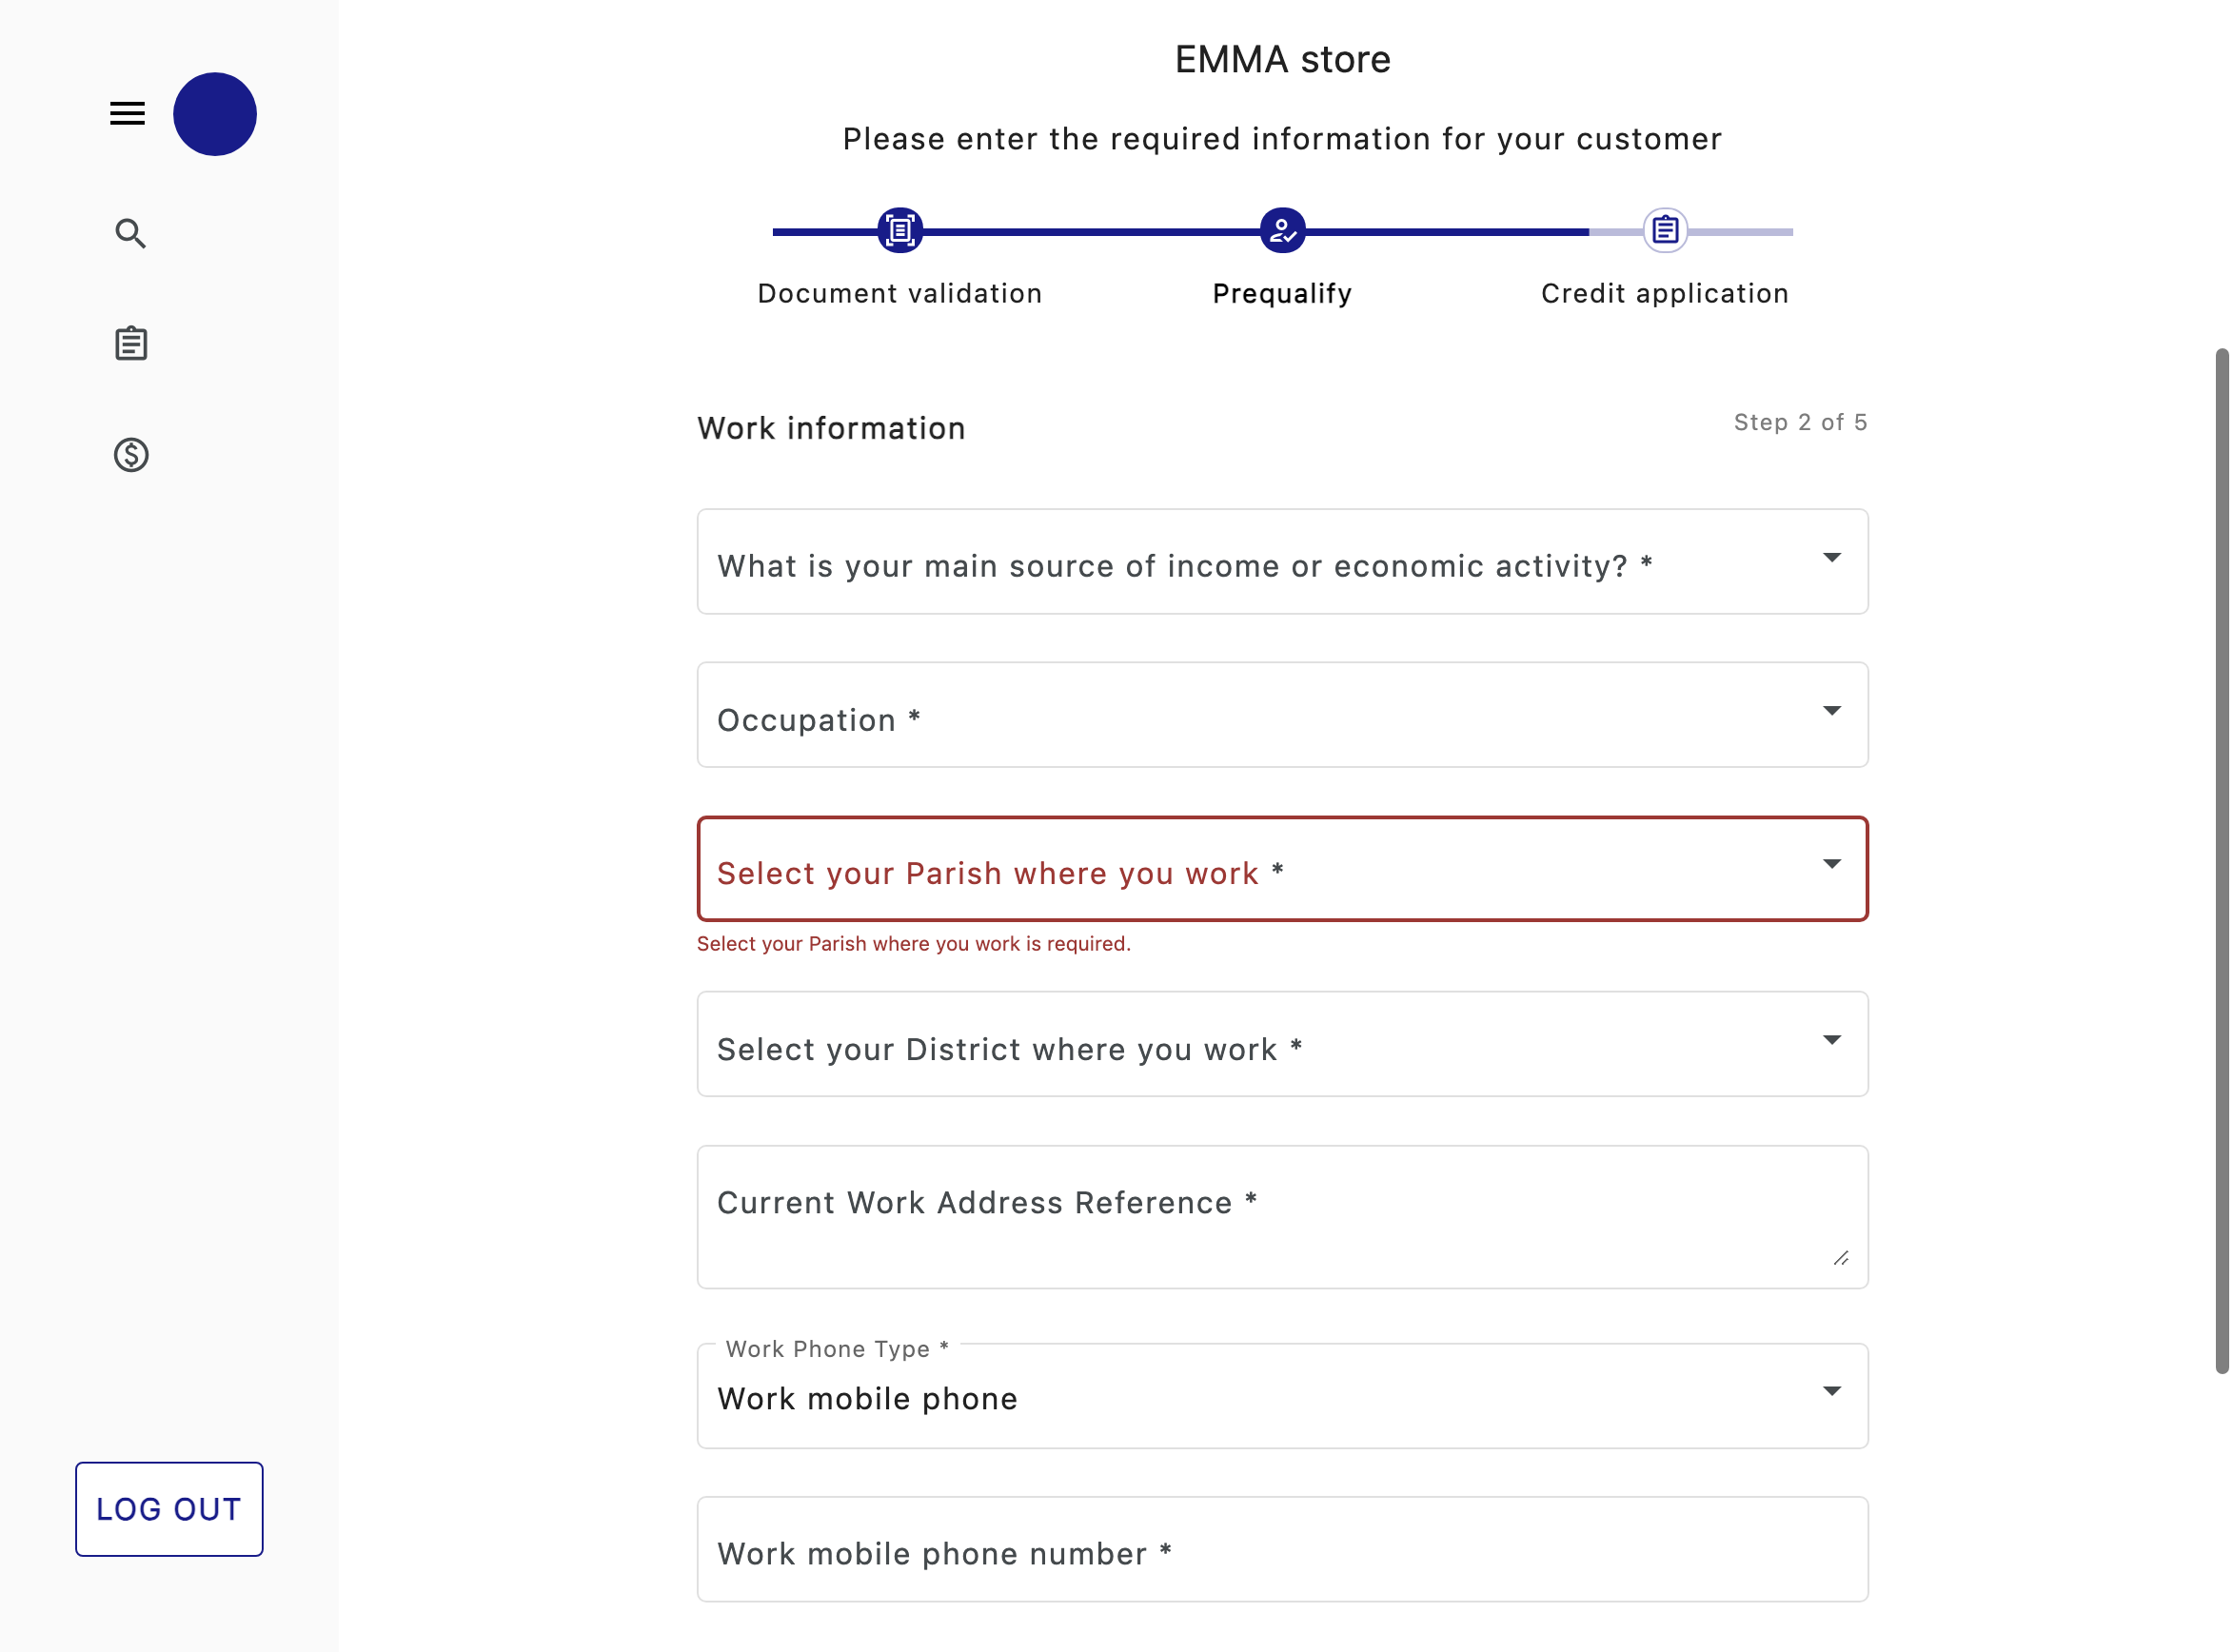 EMMA store
Please enter the required information for your customer
Document validation
Prequalify
Credit application
Work information
Step 2 of 5
What is your main source of income or economic activity? *
Occupation *
Select your Parish where you work *
Select your Parish where you work is required.
Select your District where you work *
Current Work Address Reference *
Work Phone Type *
Work mobile phone
Work mobile phone number *
LOG OUT